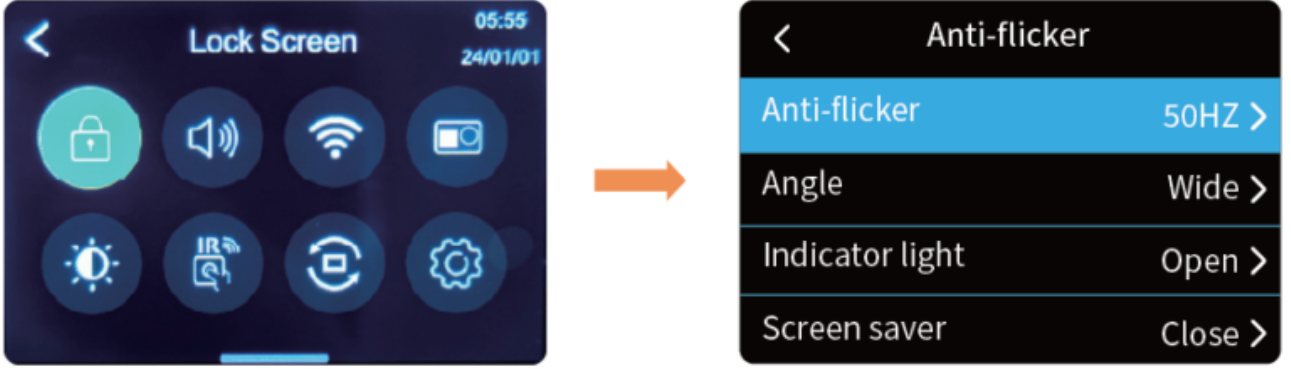 Lock Screen
05:55
24/01/01
IR
Anti-flicker
Anti-flicker 50HZ
Angle Wide
Indicator light Open
Screen saver Close